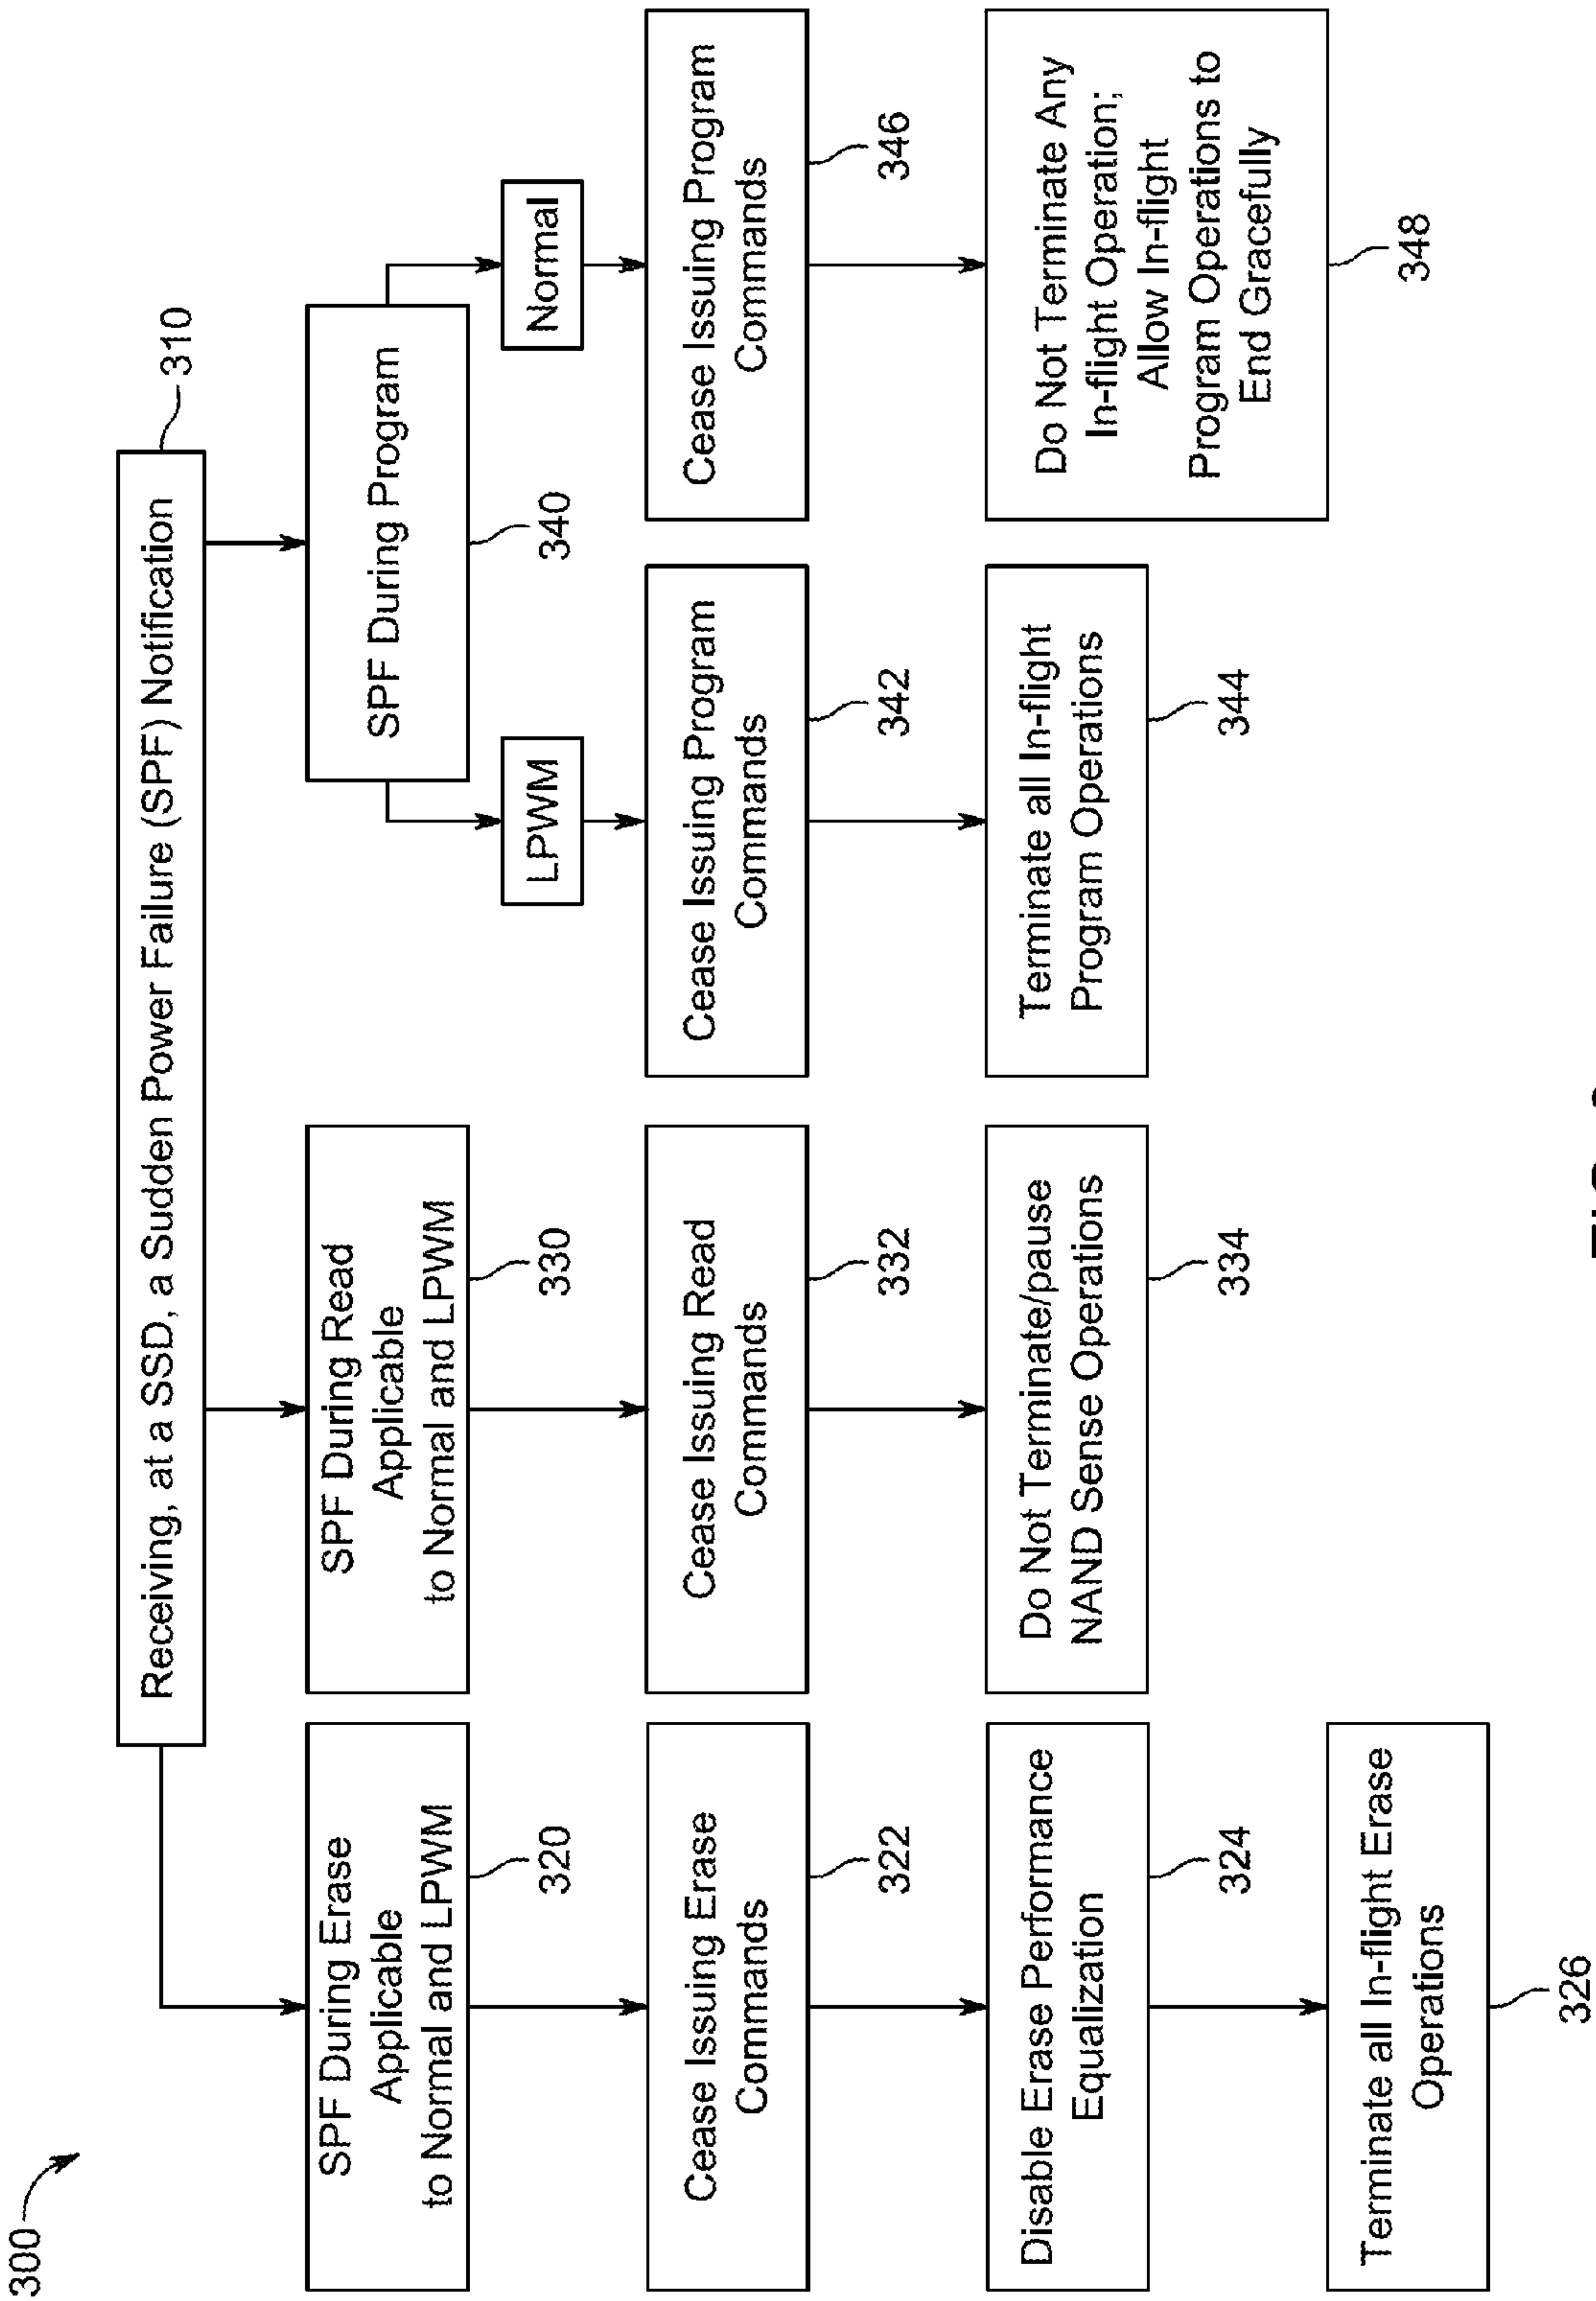 300
Receiving, at a SSD, a Sudden Power Failure (SPF) Notification
310
SPF During Erase
Applicable
to Normal and LPWM
320
Cease Issuing Erase
Commands
322
Disable Erase Performance
Equalization
324
Terminate all In-flight Erase
Operations
326
SPF During Read
Applicable
to Normal and LPWM
330
Cease Issuing Read
Commands
332
Do Not Terminate/pause
NAND Sense Operations
334
SPF During Program
340
LPWM
Cease Issuing Program
Commands
342
Terminate all In-flight
Program Operations
344
Normal
Cease Issuing Program
Commands
346
Do Not Terminate Any
In-flight Operation;
Allow In-flight
Program Operations to
End Gracefully
348